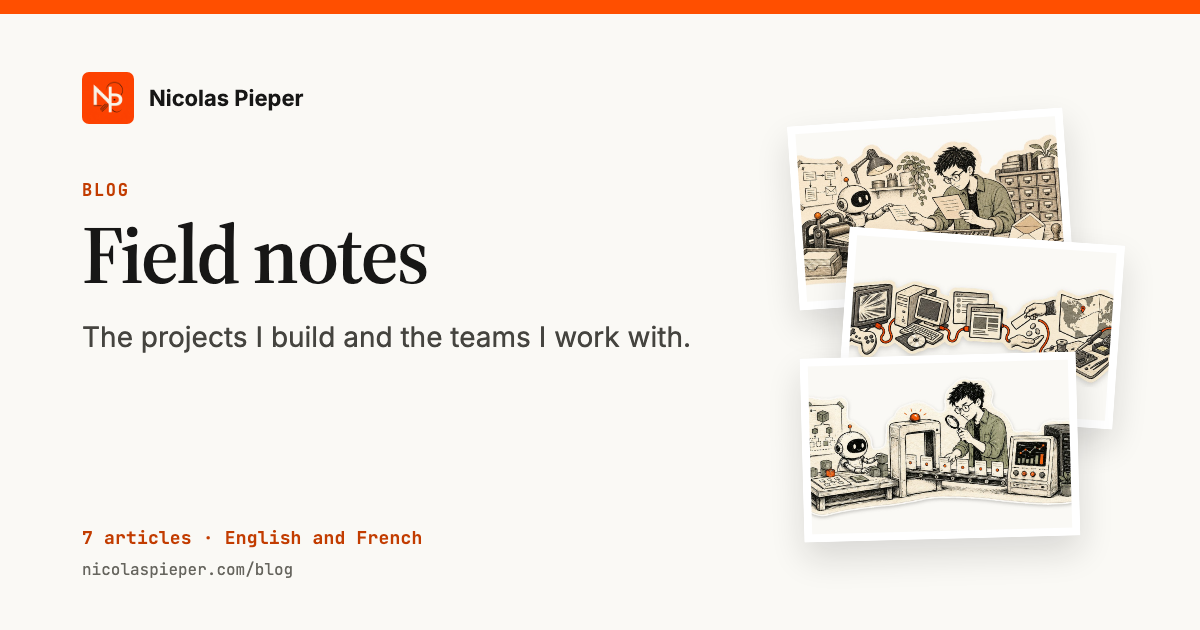 NP
Nicolas Pieper
BLOG
Field notes
The projects I build and the teams I work with.
7 articles · English and French
nicolaspieper.com/blog